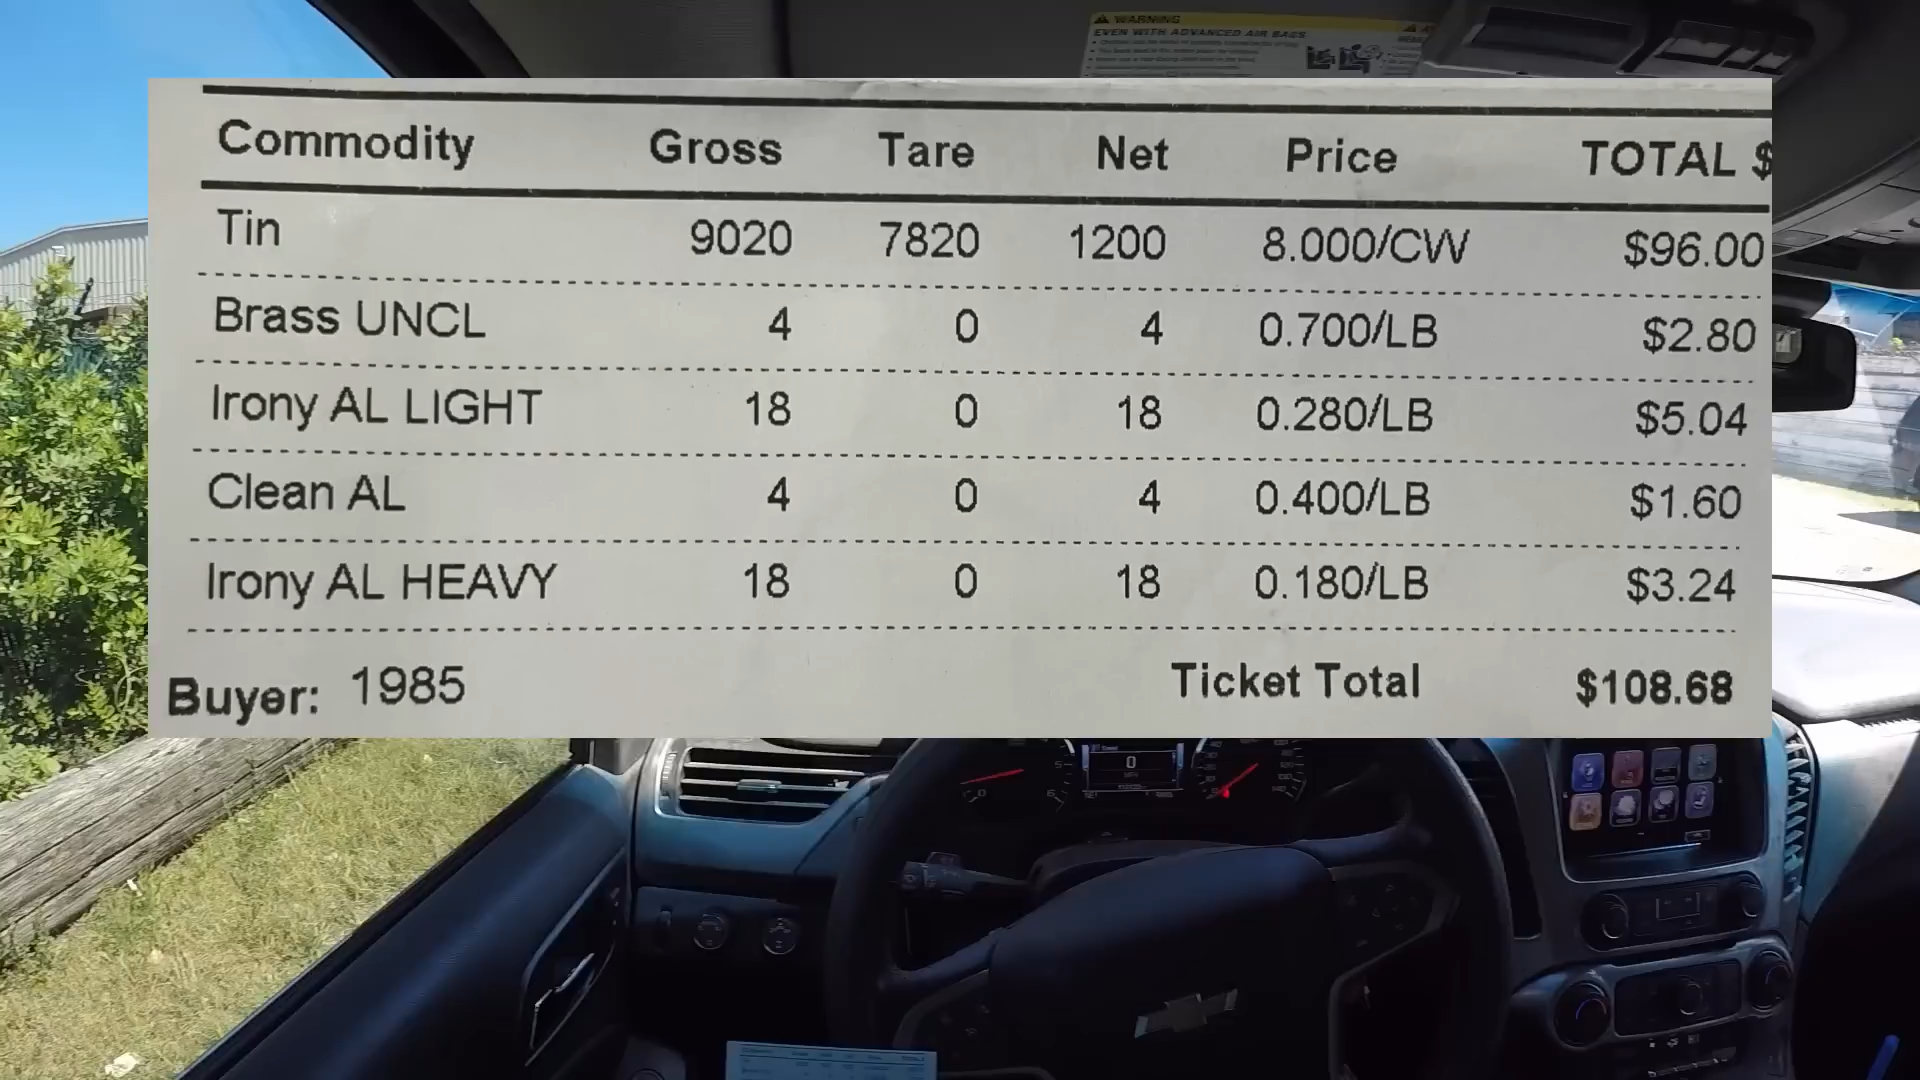 WARNING
EVEN WITH ADVANCED AIR BAGS
Commodity Gross Tare Net Price TOTAL $
Tin 9020 7820 1200 8.000/CW $96.00
Brass UNCL 4 0 4 0.700/LB $2.80
Irony AL LIGHT 18 0 18 0.280/LB $5.04
Clean AL 4 0 4 0.400/LB $1.60
Irony AL HEAVY 18 0 18 0.180/LB $3.24
Buyer: 1985 Ticket Total $108.68
0